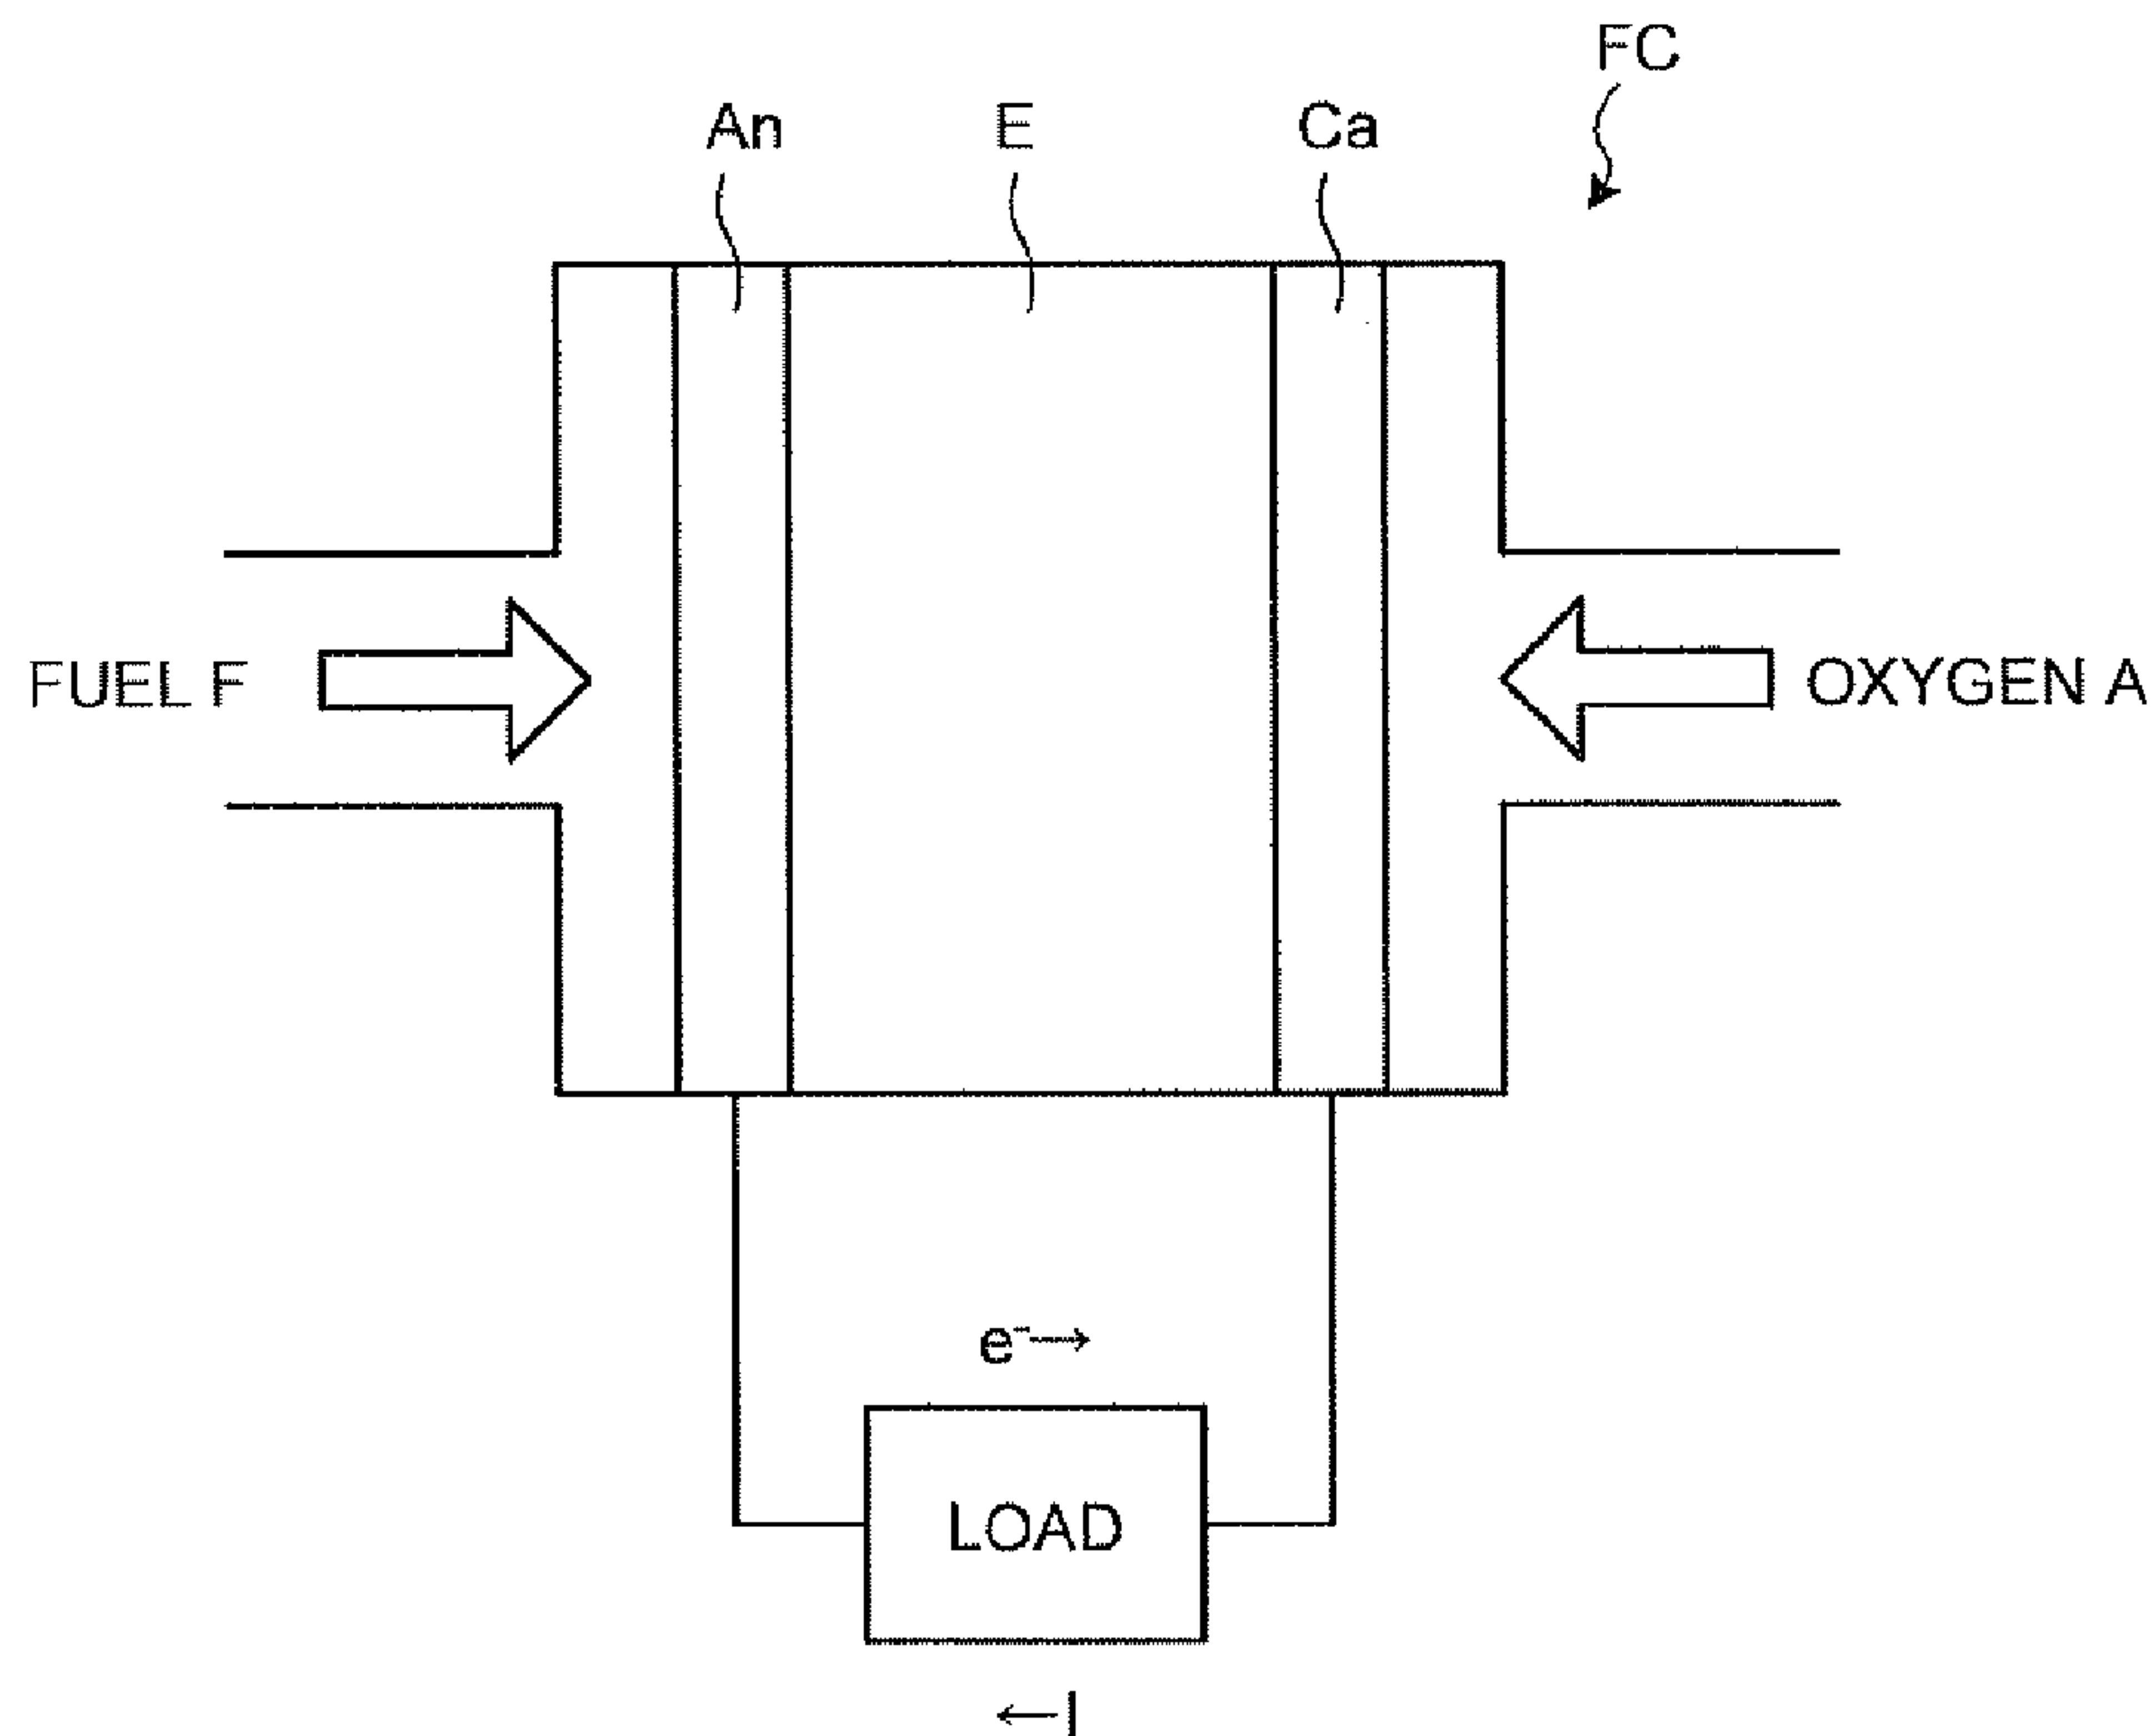 FC
An E Ca
FUEL F OXYGEN A
e⁻→
LOAD
←I